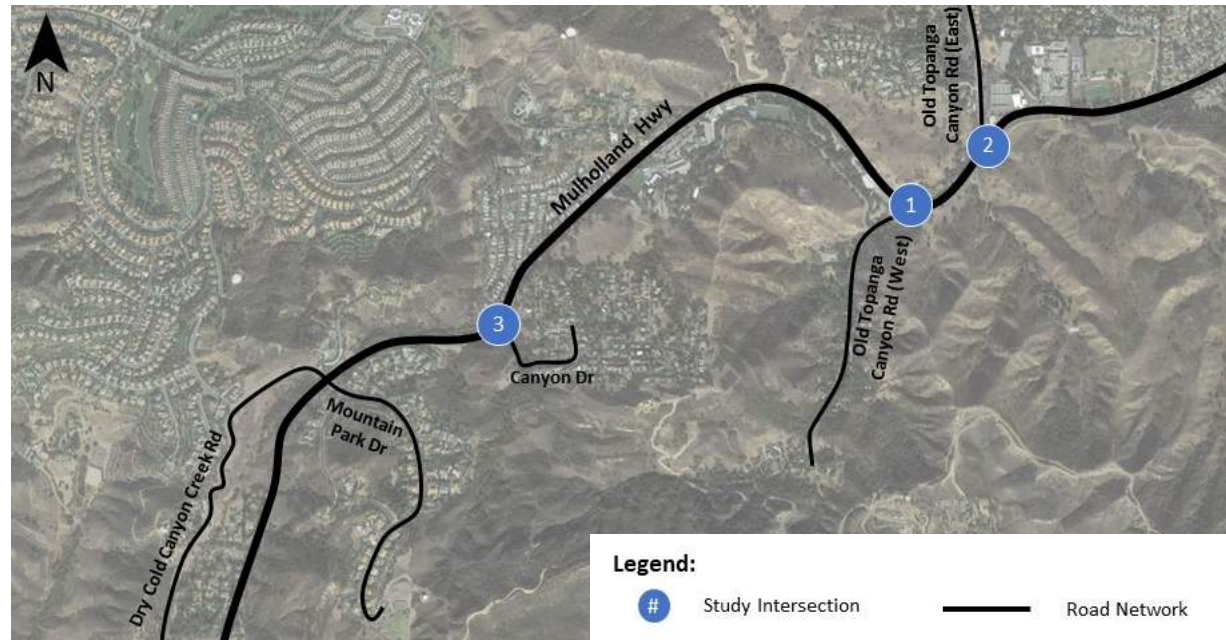 N
Old Topanga
Canyon Rd (East)
Mulholland Hwy
2
1
Old Topanga
Canyon Rd (West)
3
Canyon Dr
Mountain
Park Dr
Dry Cold Canyon Creek Rd
Legend:
# Study Intersection
Road Network